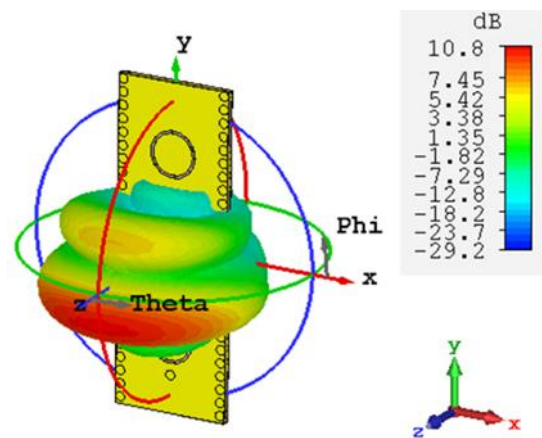 dB
10.8
7.45
5.42
3.38
1.35
-1.82
-7.29
-12.8
-18.2
-23.7
-29.2
y
Phi
x
z Theta
y
x
z